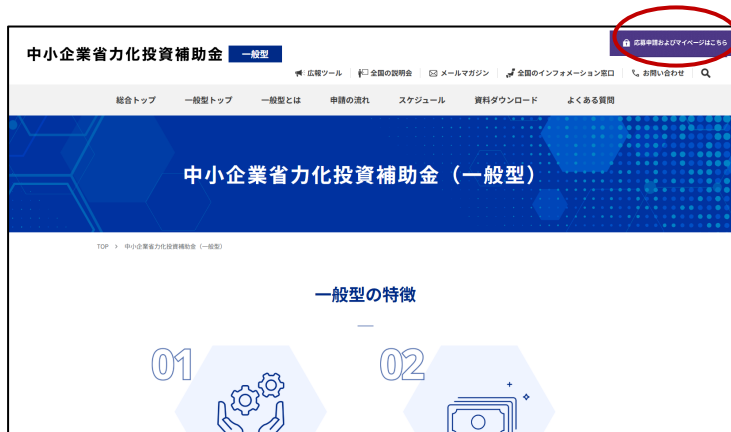 中小企業省力化投資補助金 一般型
応募申請およびマイページはこちら
広報ツール 全国の説明会 メールマガジン 全国のインフォメーション窓口 お問い合わせ
総合トップ 一般型トップ 一般型とは 申請の流れ スケジュール 資料ダウンロード よくある質問
中小企業省力化投資補助金（一般型）
TOP > 中小企業省力化投資補助金（一般型）
一般型の特徴
01 02